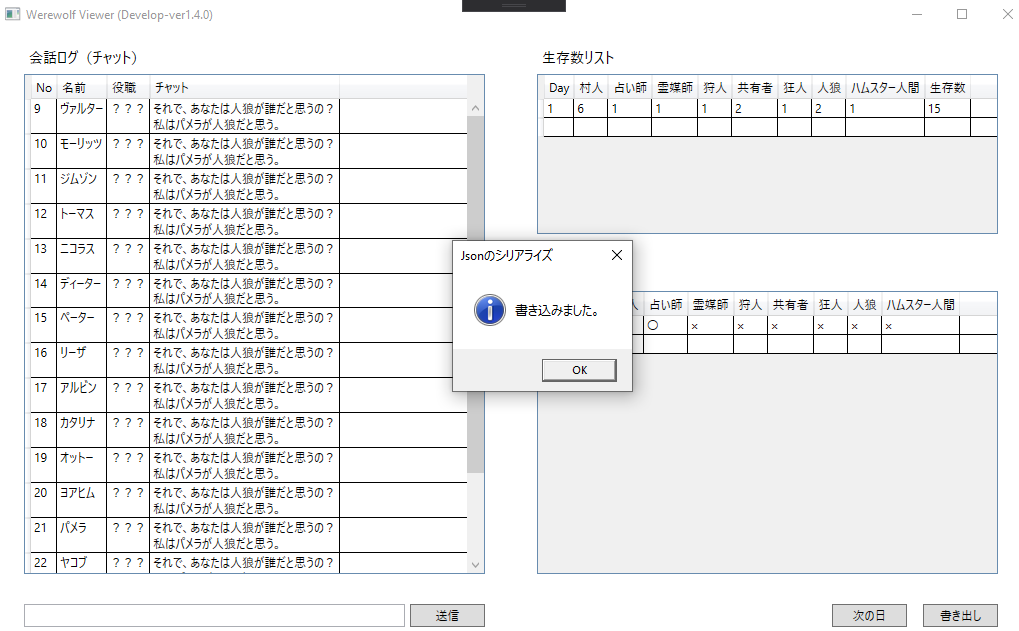 Werewolf Viewer (Develop-ver1.4.0)
会話ログ（チャット）
No 名前 役職 チャット
9 ヴァルター ？？？ それで、あなたは人狼が誰だと思うの？
私はパメラが人狼だと思う。
10 モーリッツ ？？？ それで、あなたは人狼が誰だと思うの？
私はパメラが人狼だと思う。
11 ジムゾン ？？？ それで、あなたは人狼が誰だと思うの？
私はパメラが人狼だと思う。
12 トーマス ？？？ それで、あなたは人狼が誰だと思うの？
私はパメラが人狼だと思う。
13 ニコラス ？？？ それで、あなたは人狼が誰だと思うの？
私はパメラが人狼だと思う。
14 ディーター ？？？ それで、あなたは人狼が誰だと思うの？
私はパメラが人狼だと思う。
15 ペーター ？？？ それで、あなたは人狼が誰だと思うの？
私はパメラが人狼だと思う。
16 リーザ ？？？ それで、あなたは人狼が誰だと思うの？
私はパメラが人狼だと思う。
17 アルビン ？？？ それで、あなたは人狼が誰だと思うの？
私はパメラが人狼だと思う。
18 カタリナ ？？？ それで、あなたは人狼が誰だと思うの？
私はパメラが人狼だと思う。
19 オットー ？？？ それで、あなたは人狼が誰だと思うの？
私はパメラが人狼だと思う。
20 ヨアヒム ？？？ それで、あなたは人狼が誰だと思うの？
私はパメラが人狼だと思う。
21 パメラ ？？？ それで、あなたは人狼が誰だと思うの？
私はパメラが人狼だと思う。
22 ヤコブ ？？？ それで、あなたは人狼が誰だと思うの？
送信
生存数リスト
Day 村人 占い師 霊媒師 狩人 共有者 狂人 人狼 ハムスター人間 生存数
1 6 1 1 1 2 1 2 1 15
Jsonのシリアライズ
書き込みました。
OK
人 占い師 霊媒師 狩人 共有者 狂人 人狼 ハムスター人間
○ × × × × × ×
次の日 書き出し